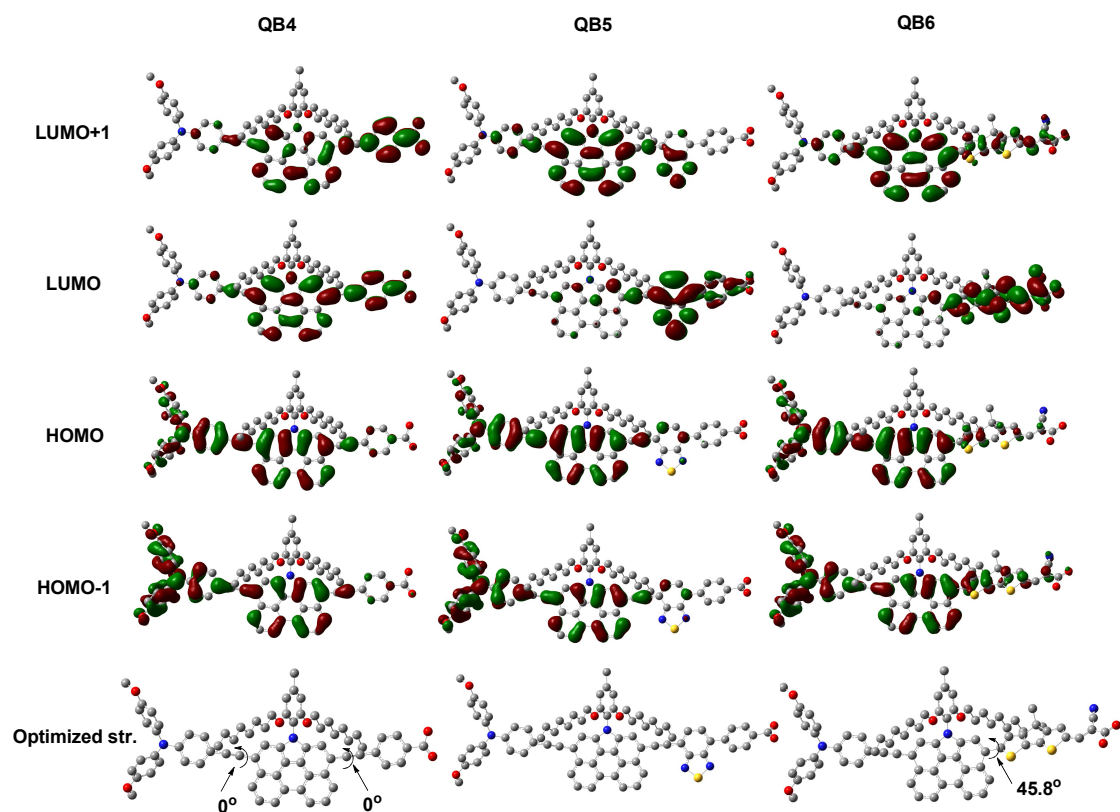 QB4 QB5 QB6
LUMO+1
LUMO
HOMO
HOMO-1
Optimized str.
0° 0° 45.8°